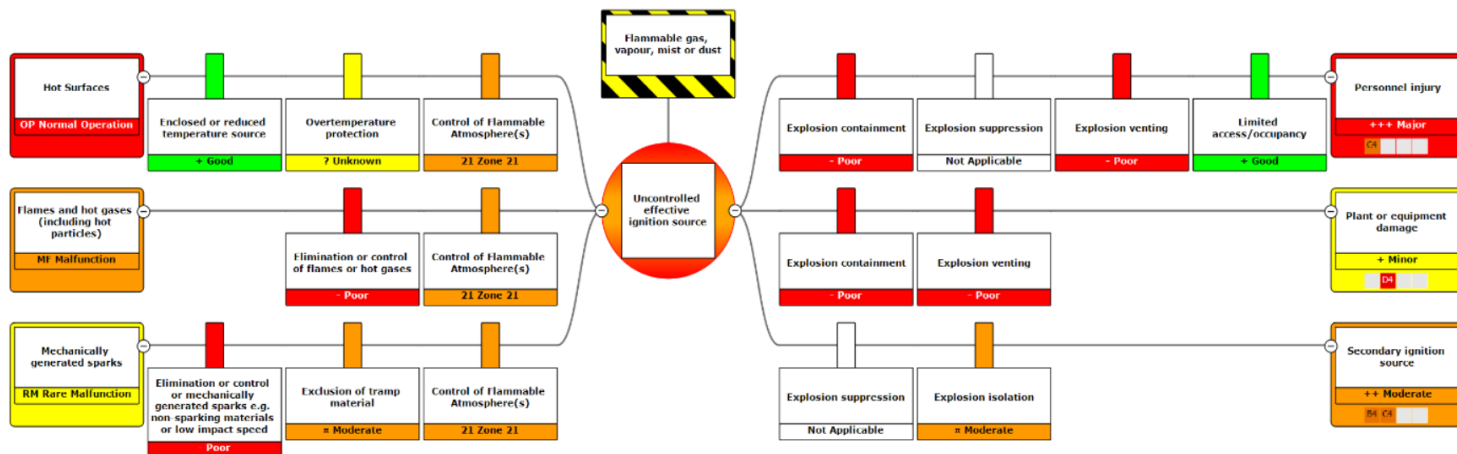 Flammable gas,
vapour, mist or dust
Hot Surfaces
OP Normal Operation
Enclosed or reduced
temperature source
+ Good
Overtemperature
protection
? Unknown
Control of Flammable
Atmosphere(s)
21 Zone 21
Explosion containment
- Poor
Explosion suppression
Not Applicable
Explosion venting
- Poor
Limited
access/occupancy
+ Good
Personnel injury
+++ Major
C4
Uncontrolled
effective
ignition source
Flames and hot gases
(including hot
particles)
MF Malfunction
Elimination or control
of flames or hot gases
- Poor
Control of Flammable
Atmosphere(s)
21 Zone 21
Explosion containment
- Poor
Explosion venting
- Poor
Plant or equipment
damage
+ Minor
D4
Mechanically
generated sparks
RM Rare Malfunction
Elimination or control
or mechanically
generated sparks e.g.
non-sparking materials
or low impact speed
Poor
Exclusion of tramp
material
¤ Moderate
Control of Flammable
Atmosphere(s)
21 Zone 21
Explosion suppression
Not Applicable
Explosion isolation
¤ Moderate
Secondary ignition
source
++ Moderate
B4 C4